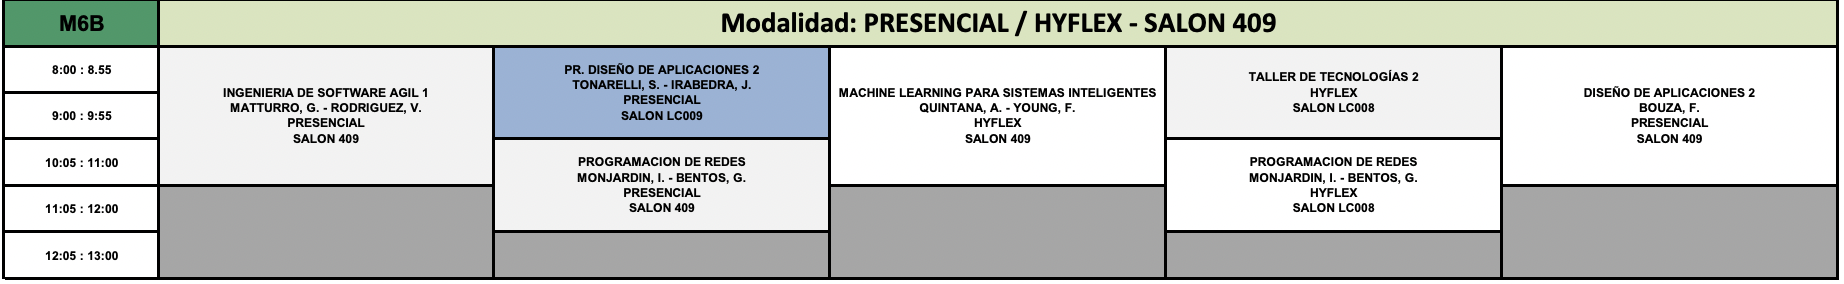 M6B
Modalidad: PRESENCIAL / HYFLEX - SALON 409
8:00 : 8.55
9:00 : 9:55
10:05 : 11:00
11:05 : 12:00
12:05 : 13:00
INGENIERIA DE SOFTWARE AGIL 1
MATTURRO, G. - RODRIGUEZ, V.
PRESENCIAL
SALON 409
PR. DISEÑO DE APLICACIONES 2
TONARELLI, S. - IRABEDRA, J.
PRESENCIAL
SALON LC009
PROGRAMACION DE REDES
MONJARDIN, I. - BENTOS, G.
PRESENCIAL
SALON 409
MACHINE LEARNING PARA SISTEMAS INTELIGENTES
QUINTANA, A. - YOUNG, F.
HYFLEX
SALON 409
TALLER DE TECNOLOGÍAS 2
HYFLEX
SALON LC008
PROGRAMACION DE REDES
MONJARDIN, I. - BENTOS, G.
HYFLEX
SALON LC008
DISEÑO DE APLICACIONES 2
BOUZA, F.
PRESENCIAL
SALON 409